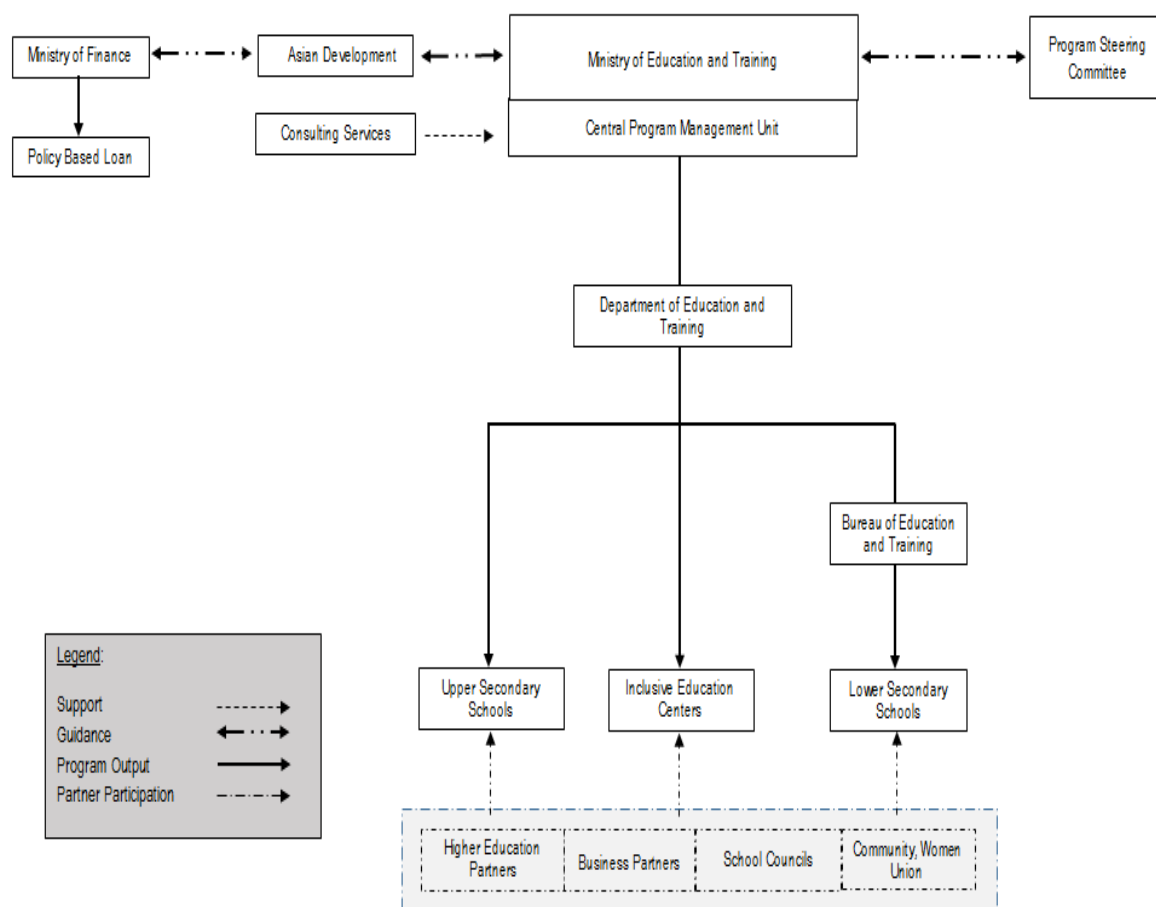 Ministry of Finance
Asian Development
Ministry of Education and Training
Program Steering
Committee
Consulting Services
Central Program Management Unit
Policy Based Loan
Department of Education and
Training
Bureau of Education
and Training
Legend:
Support
Guidance
Program Output
Partner Participation
Upper Secondary
Schools
Inclusive Education
Centers
Lower Secondary
Schools
Higher Education
Partners
Business Partners
School Councils
Community, Women
Union